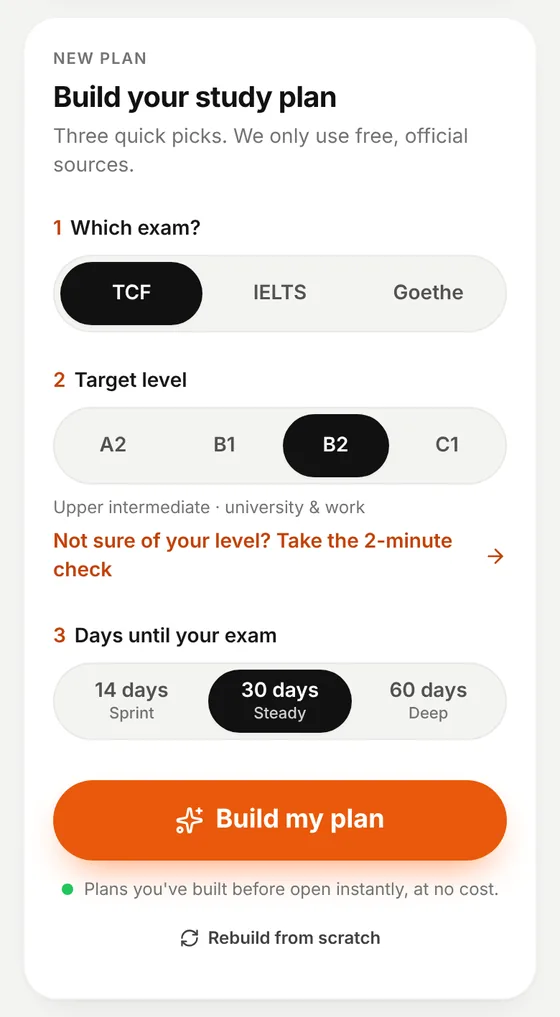 NEW PLAN
Build your study plan
Three quick picks. We only use free, official
sources.
1 Which exam?
TCF IELTS Goethe
2 Target level
A2 B1 B2 C1
Upper intermediate · university & work
Not sure of your level? Take the 2-minute
check →
3 Days until your exam
14 days 30 days 60 days
Sprint Steady Deep
Build my plan
Plans you've built before open instantly, at no cost.
Rebuild from scratch